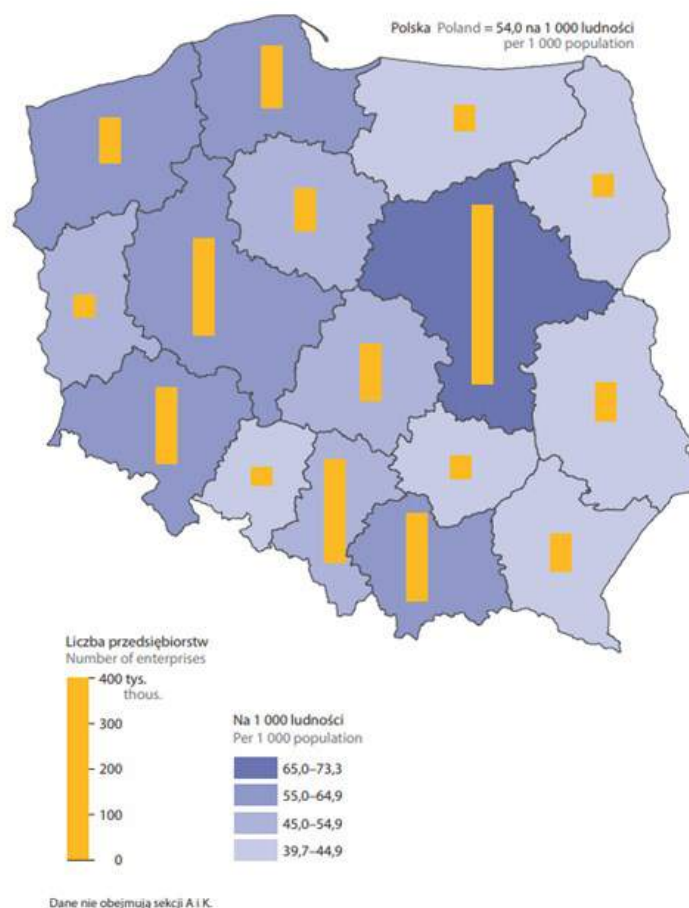 Polska Poland = 54,0 na 1 000 ludności
per 1 000 population
Liczba przedsiębiorstw
Number of enterprises
400 tys.
thous.
300
200
100
0
Na 1 000 ludności
Per 1 000 population
65,0–73,3
55,0–64,9
45,0–54,9
39,7–44,9
Dane nie obejmują sekcji A i K.